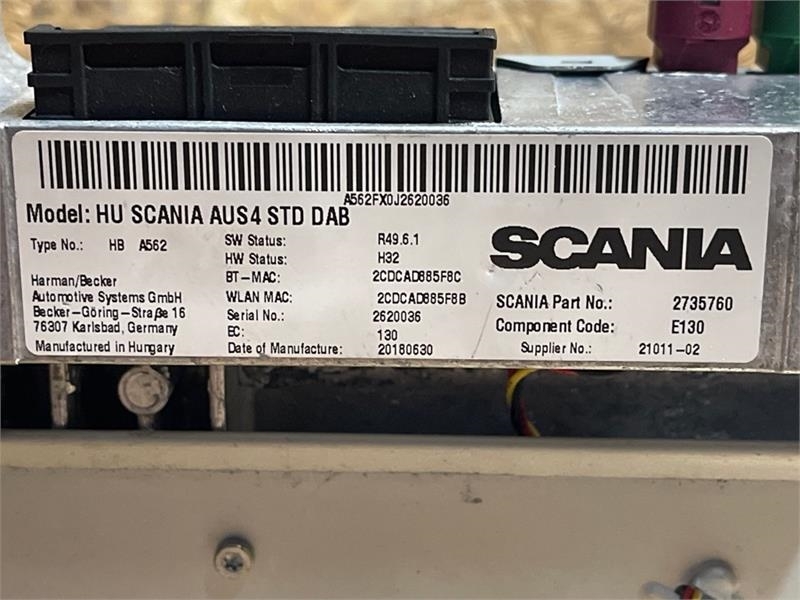 A562FX0J2620036
Model: HU SCANIA AUS4 STD DAB
Type No.: HB A562
SW Status: R49.6.1
HW Status: H32
BT-MAC: 2CDCAD885F8C
WLAN MAC: 2CDCAD885F8B
Serial No.: 2620036
EC: 130
Date of Manufacture: 20180630
Harman/Becker
Automotive Systems GmbH
Becker-Göring-Straße 16
76307 Karlsbad, Germany
Manufactured in Hungary
SCANIA
SCANIA Part No.: 2735760
Component Code: E130
Supplier No.: 21011-02